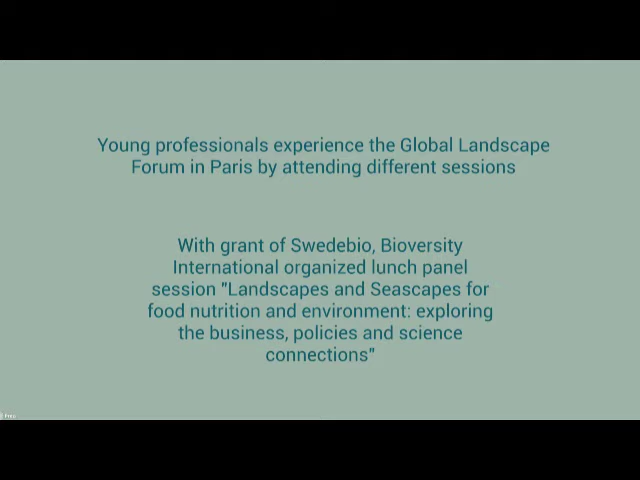 Young professionals experience the Global Landscape
Forum in Paris by attending different sessions
With grant of Swedebio, Bioversity
International organized lunch panel
session "Landscapes and Seascapes for
food nutrition and environment: exploring
the business, policies and science
connections"